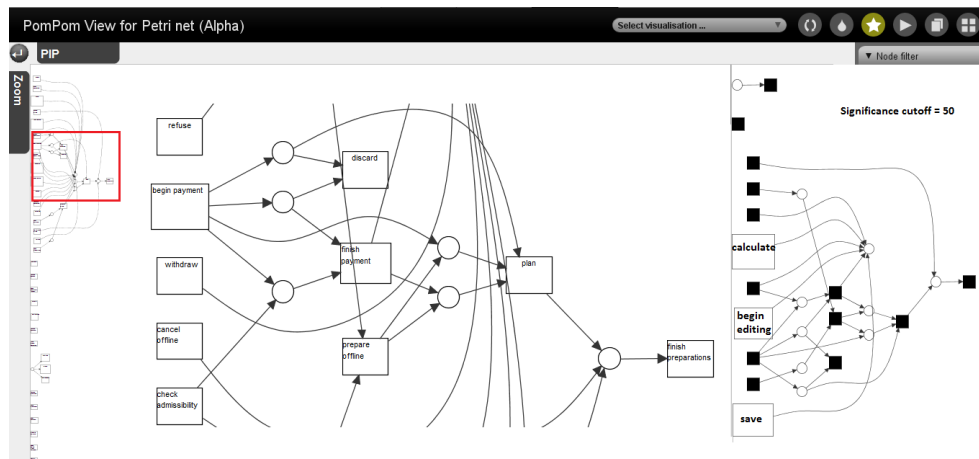 PomPom View for Petri net (Alpha)
Select visualisation ...
PIP
▼ Node filter
Zoom
Significance cutoff = 50
refuse
discard
begin payment
finish
payment
withdraw
plan
cancel
offline
prepare
offline
finish
preparations
check
admissibility
calculate
begin
editing
save